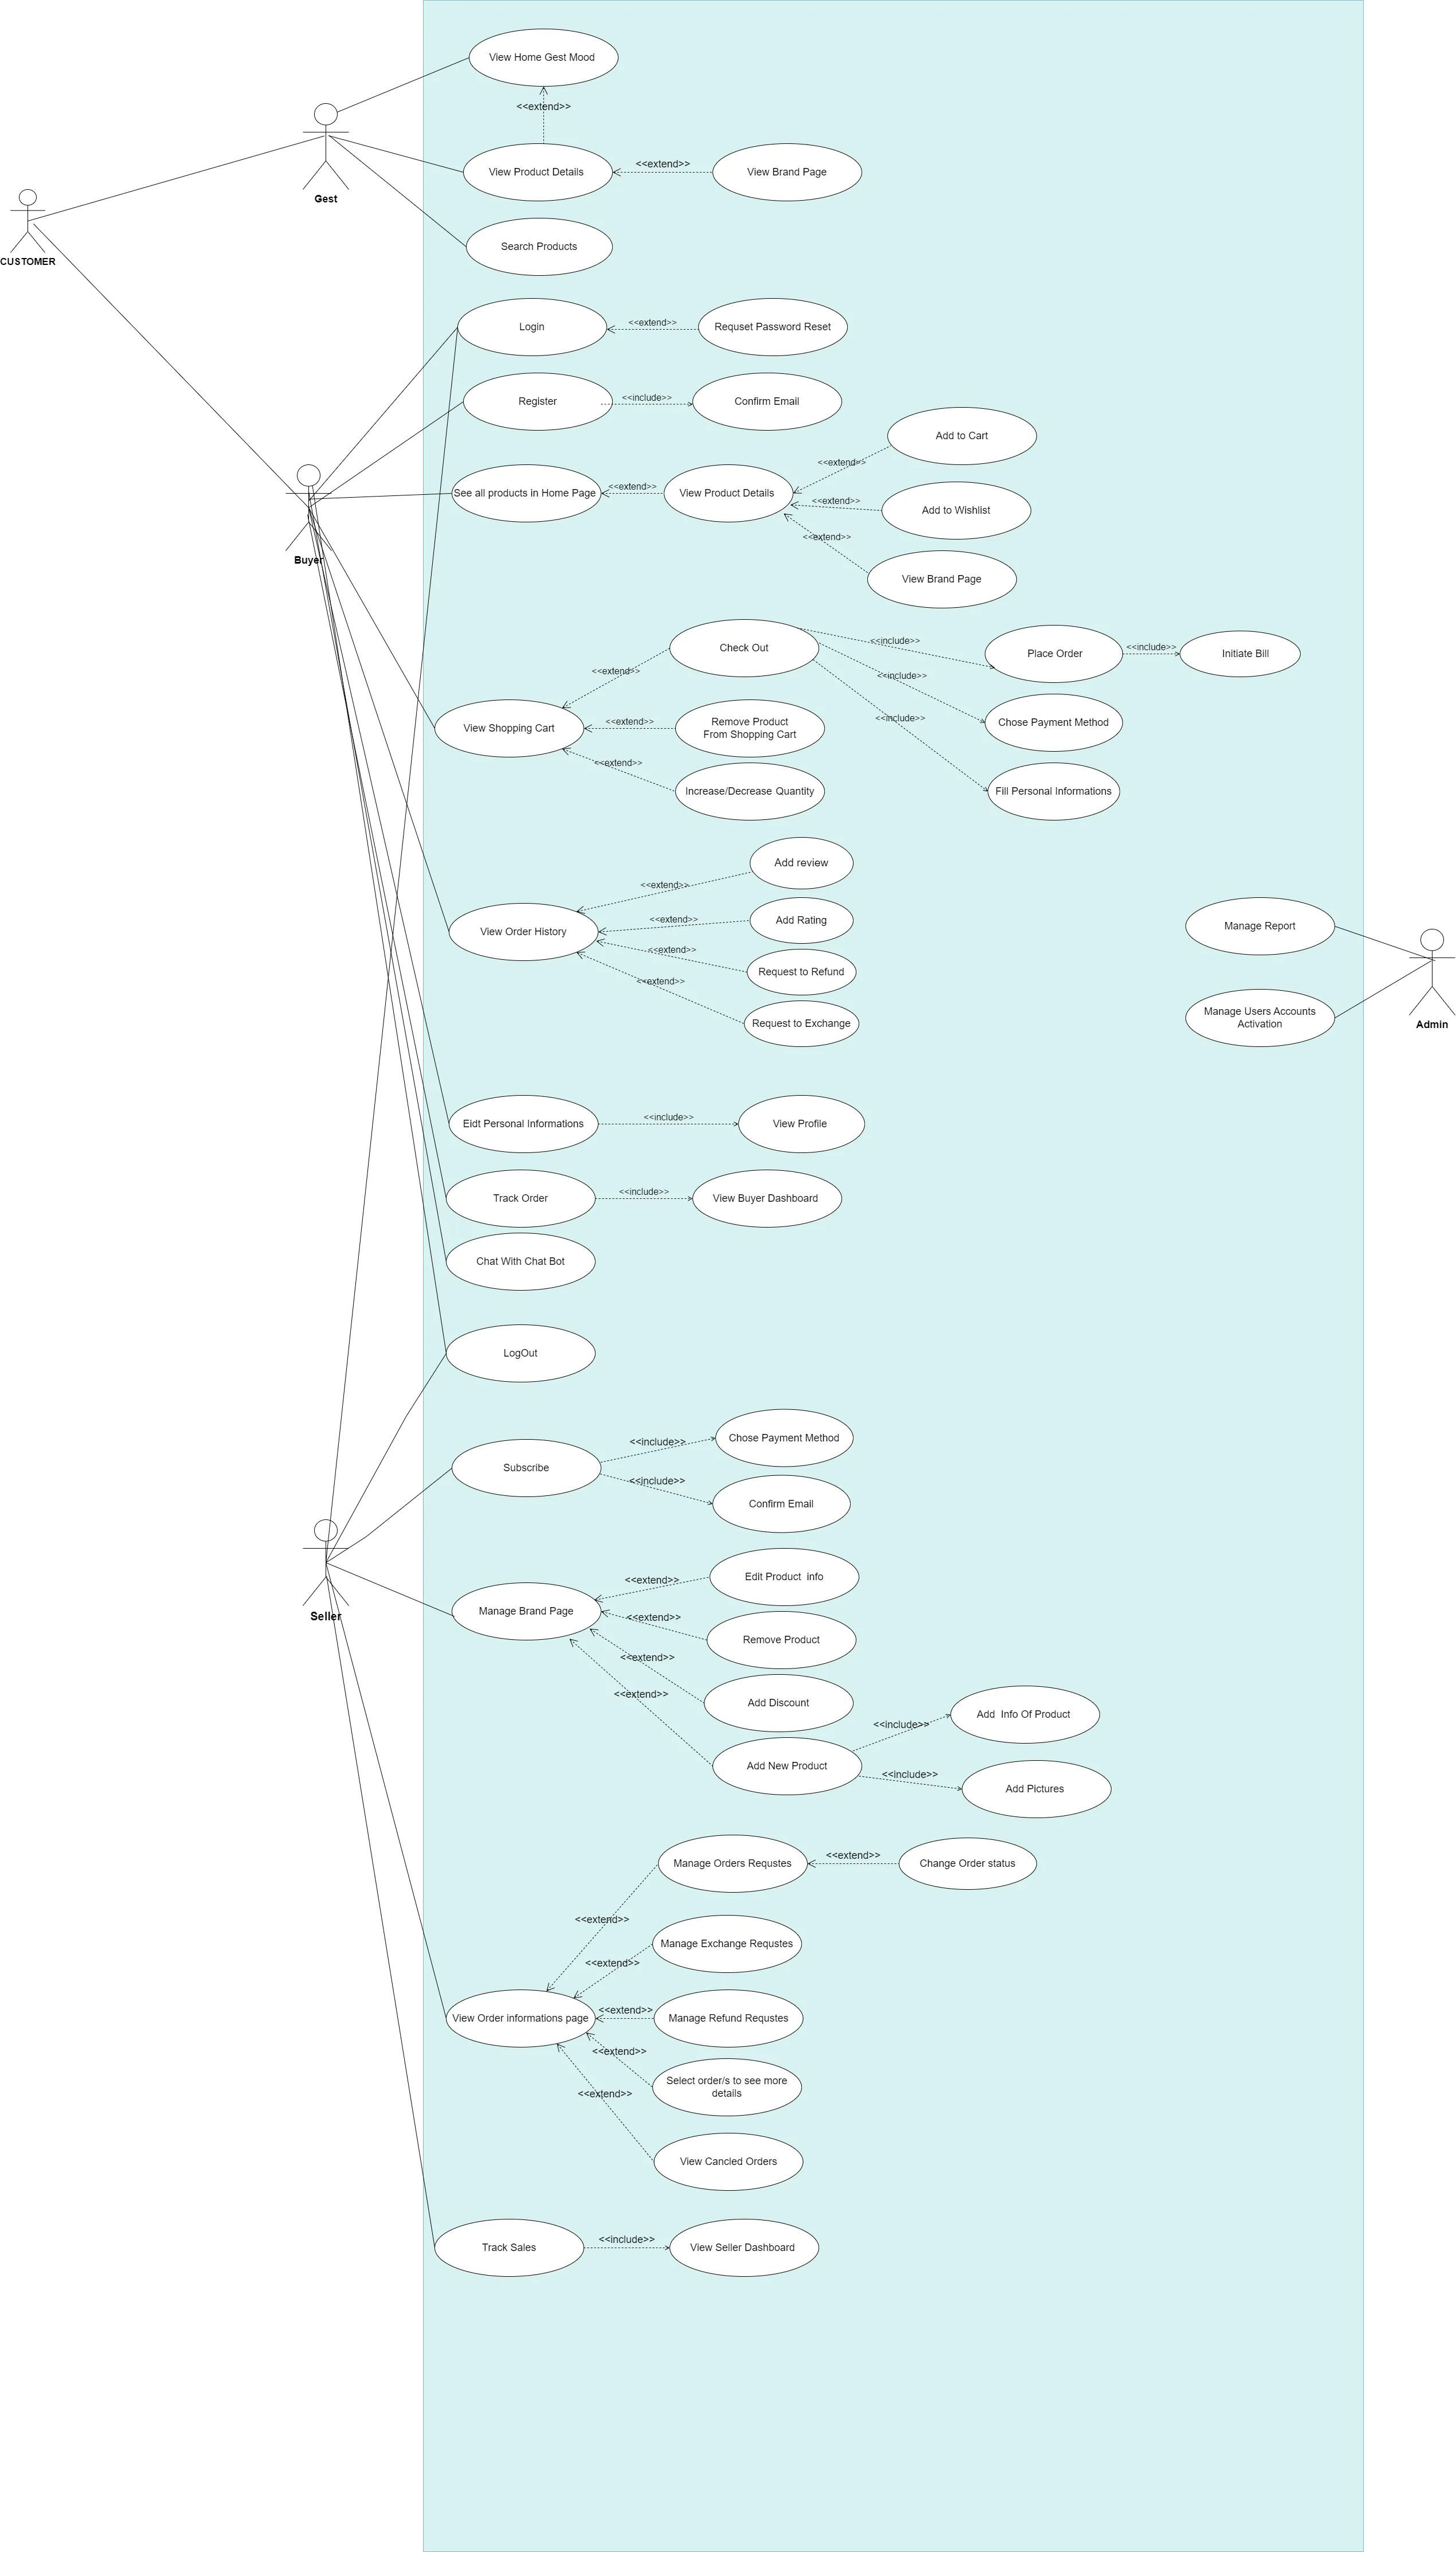 View Home Gest Mood
<<extend>>
Gest
View Product Details
<<extend>>
View Brand Page
CUSTOMER
Search Products
Login
<<extend>>
Requset Password Reset
Register
<<include>>
Confirm Email
Buyer
See all products in Home Page
<<extend>>
View Product Details
<<extend>>
Add to Cart
<<extend>>
Add to Wishlist
<<extend>>
View Brand Page
View Shopping Cart
<<extend>>
Check Out
<<include>>
Place Order
<<include>>
Initiate Bill
<<include>>
Chose Payment Method
<<include>>
Fill Personal Informations
<<extend>>
Remove Product
From Shopping Cart
<<extend>>
Increase/Decrease Quantity
View Order History
<<extend>>
Add review
<<extend>>
Add Rating
<<extend>>
Request to Refund
<<extend>>
Request to Exchange
Manage Report
Manage Users Accounts
Activation
Admin
Eidt Personal Informations
<<include>>
View Profile
Track Order
<<include>>
View Buyer Dashboard
Chat With Chat Bot
LogOut
Subscribe
<<include>>
Chose Payment Method
<<include>>
Confirm Email
Seller
Manage Brand Page
<<extend>>
Edit Product info
<<extend>>
Remove Product
<<extend>>
Add Discount
<<extend>>
Add New Product
<<include>>
Add Info Of Product
<<include>>
Add Pictures
View Order informations page
<<extend>>
Manage Orders Requstes
<<extend>>
Change Order status
<<extend>>
Manage Exchange Requstes
<<extend>>
Manage Refund Requstes
<<extend>>
Select order/s to see more
details
<<extend>>
View Cancled Orders
Track Sales
<<include>>
View Seller Dashboard